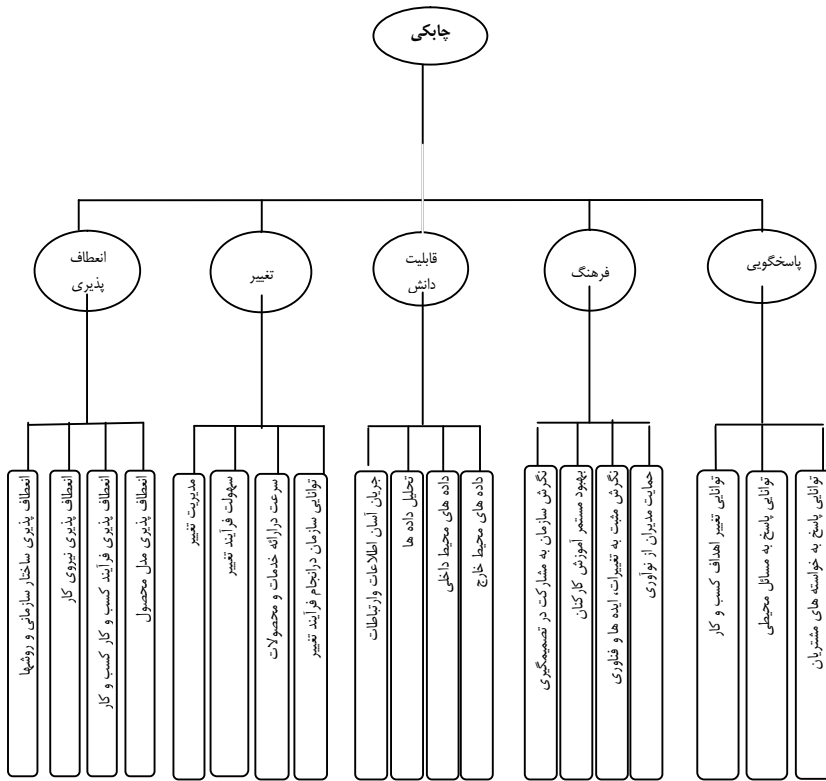 چابکی
پاسخگویی
فرهنگ
قابلیت
دانش
تغییر
انعطاف
پذیری
توانایی پاسخ به خواسته های مشتریان
توانایی پاسخ به مسائل محیطی
توانایی تغییر اهداف کسب و کار
حمایت مدیران از نوآوری
نگرش مثبت به تغییرات، ایده ها و فناوری
بهبود مستمر آموزش کارکنان
نگرش سازمان به مشارکت در تصمیمگیری
داده های محیط خارج
داده های محیط داخلی
تحلیل داده ها
جریان آسان اطلاعات وارتباطات
توانایی سازمان درانجام فرآیند تغییر
سرعت درارائه خدمات و محصولات
سهولت فرآیند تغییر
مدیریت تغییر
انعطاف پذیری مدل محصول
انعطاف پذیری فرآیند کسب و کار کسب و کار
انعطاف پذیری نیروی کار
انعطاف پذیری ساختار سازمانی و روشها